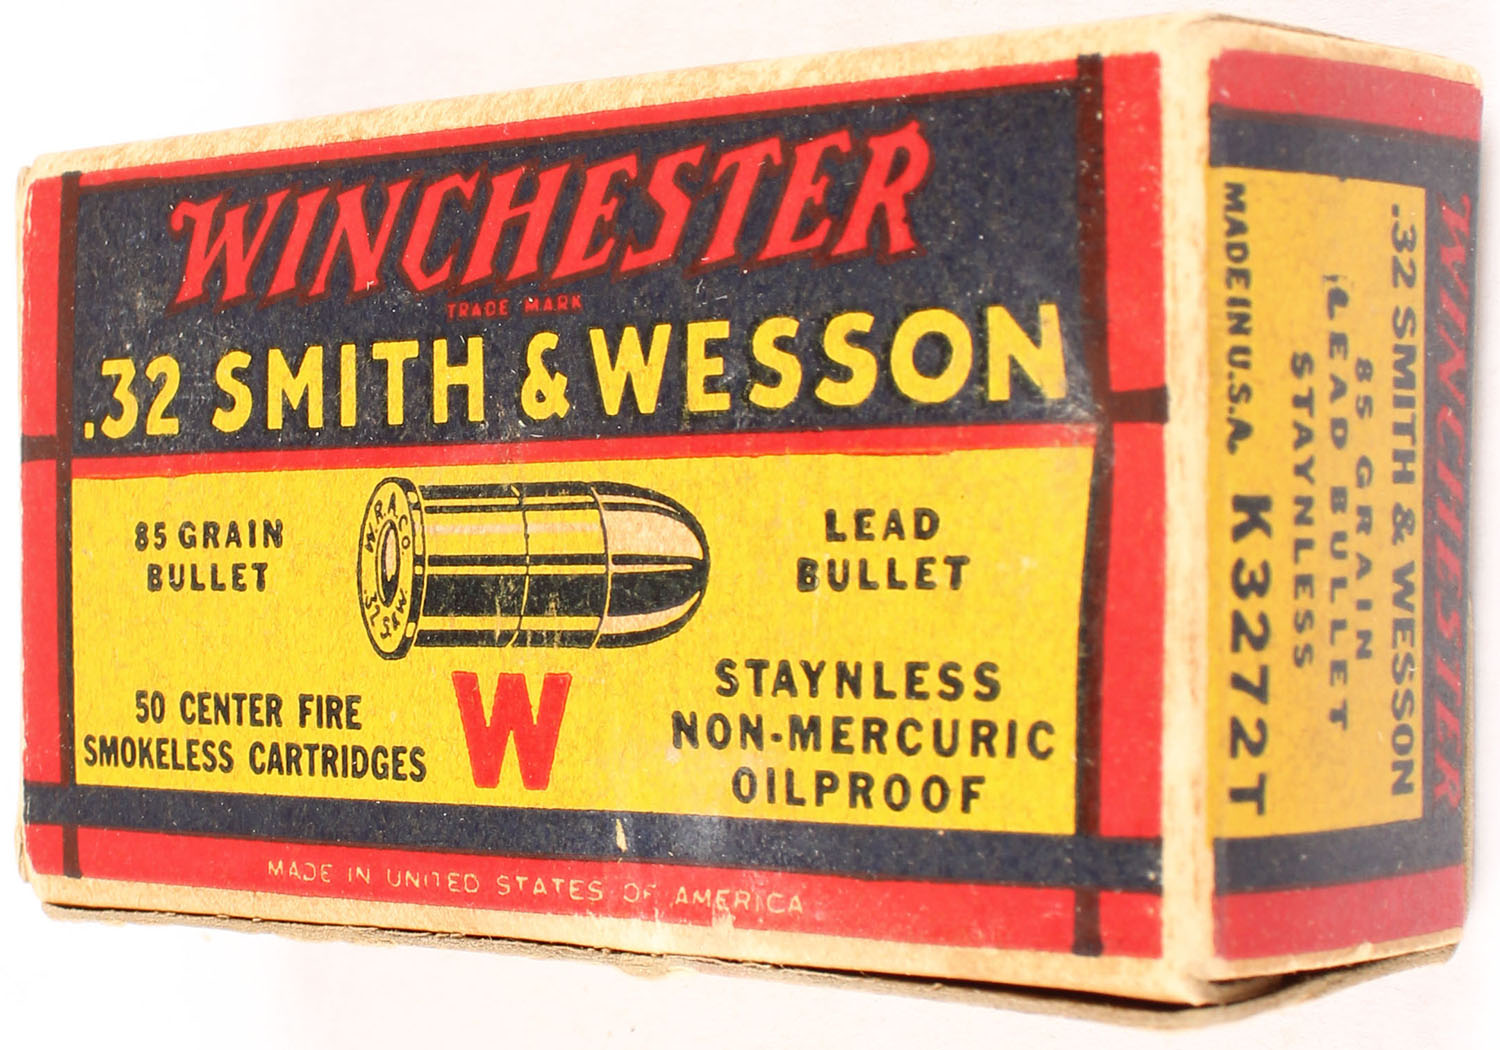 WINCHESTER
TRADE MARK
.32 SMITH & WESSON
85 GRAIN
BULLET
W.R.A.CO.
.32 S.&W.
LEAD
BULLET
50 CENTER FIRE
SMOKELESS CARTRIDGES
W
STAYNLESS
NON-MERCURIC
OILPROOF
MADE IN UNITED STATES OF AMERICA
WINCHESTER
.32 SMITH & WESSON
85 GRAIN
LEAD BULLET
STAYNLESS
MADE IN U.S.A. K3272T